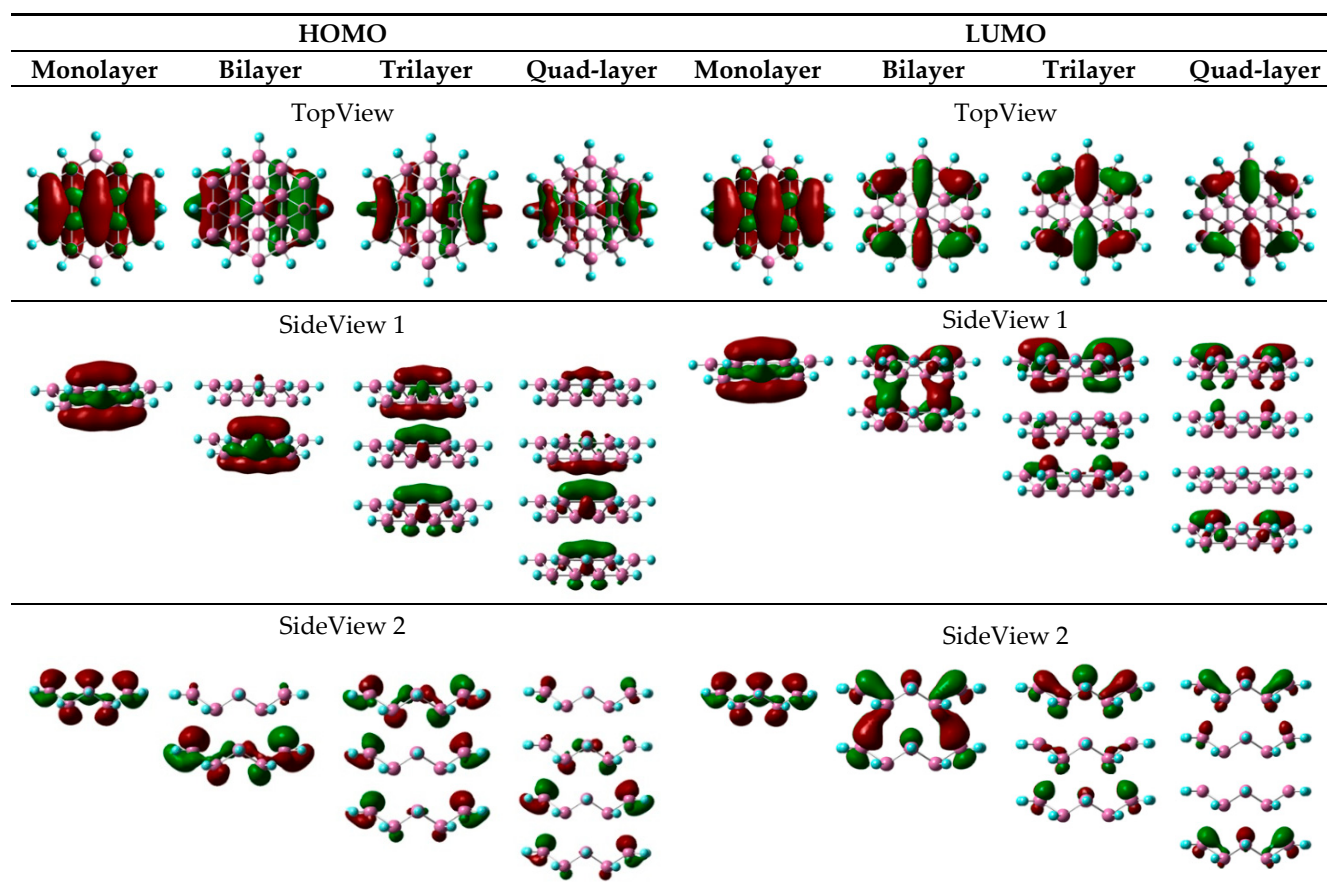 HOMO LUMO
Monolayer Bilayer Trilayer Quad-layer Monolayer Bilayer Trilayer Quad-layer
TopView TopView
SideView 1 SideView 1
SideView 2 SideView 2